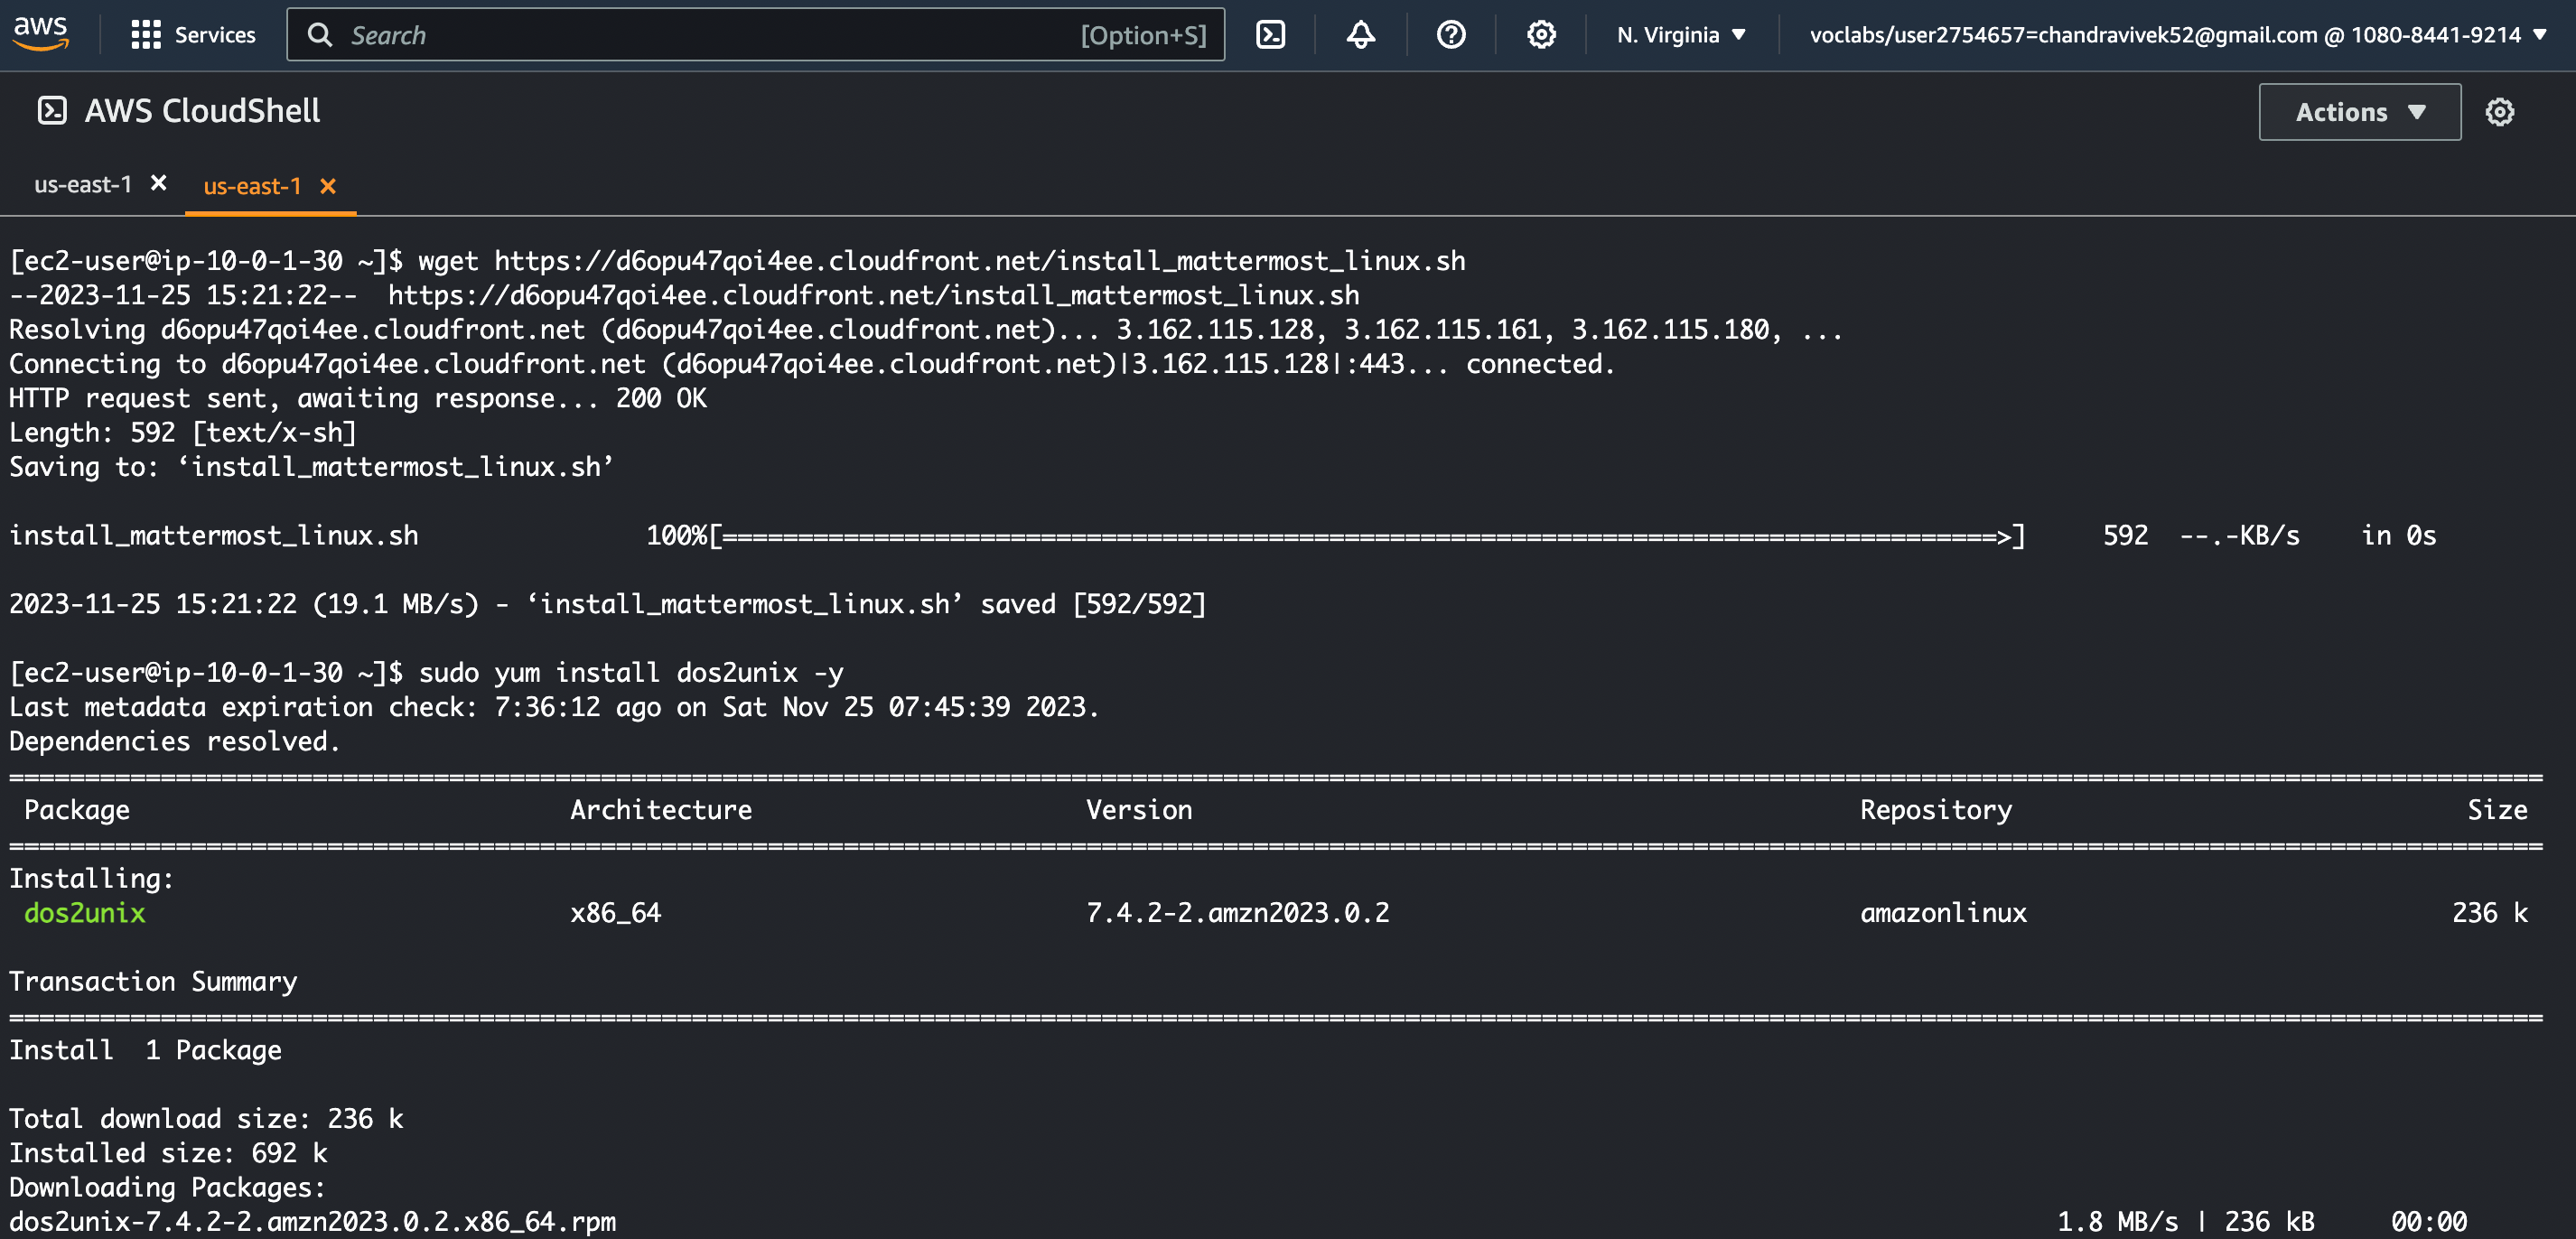 aws
Services
Search
[Option+S]
N. Virginia
voclabs/user2754657=chandravivek52@gmail.com @ 1080-8441-9214
AWS CloudShell
Actions
us-east-1
us-east-1
[ec2-user@ip-10-0-1-30 ~]$ wget https://d6opu47qoi4ee.cloudfront.net/install_mattermost_linux.sh
--2023-11-25 15:21:22--  https://d6opu47qoi4ee.cloudfront.net/install_mattermost_linux.sh
Resolving d6opu47qoi4ee.cloudfront.net (d6opu47qoi4ee.cloudfront.net)... 3.162.115.128, 3.162.115.161, 3.162.115.180, ...
Connecting to d6opu47qoi4ee.cloudfront.net (d6opu47qoi4ee.cloudfront.net)|3.162.115.128|:443... connected.
HTTP request sent, awaiting response... 200 OK
Length: 592 [text/x-sh]
Saving to: ‘install_mattermost_linux.sh’
install_mattermost_linux.sh 100%[====================================================================================>] 592 --.-KB/s in 0s
2023-11-25 15:21:22 (19.1 MB/s) - ‘install_mattermost_linux.sh’ saved [592/592]
[ec2-user@ip-10-0-1-30 ~]$ sudo yum install dos2unix -y
Last metadata expiration check: 7:36:12 ago on Sat Nov 25 07:45:39 2023.
Dependencies resolved.
Package Architecture Version Repository Size
Installing:
dos2unix x86_64 7.4.2-2.amzn2023.0.2 amazonlinux 236 k
Transaction Summary
Install  1 Package
Total download size: 236 k
Installed size: 692 k
Downloading Packages:
dos2unix-7.4.2-2.amzn2023.0.2.x86_64.rpm 1.8 MB/s | 236 kB 00:00